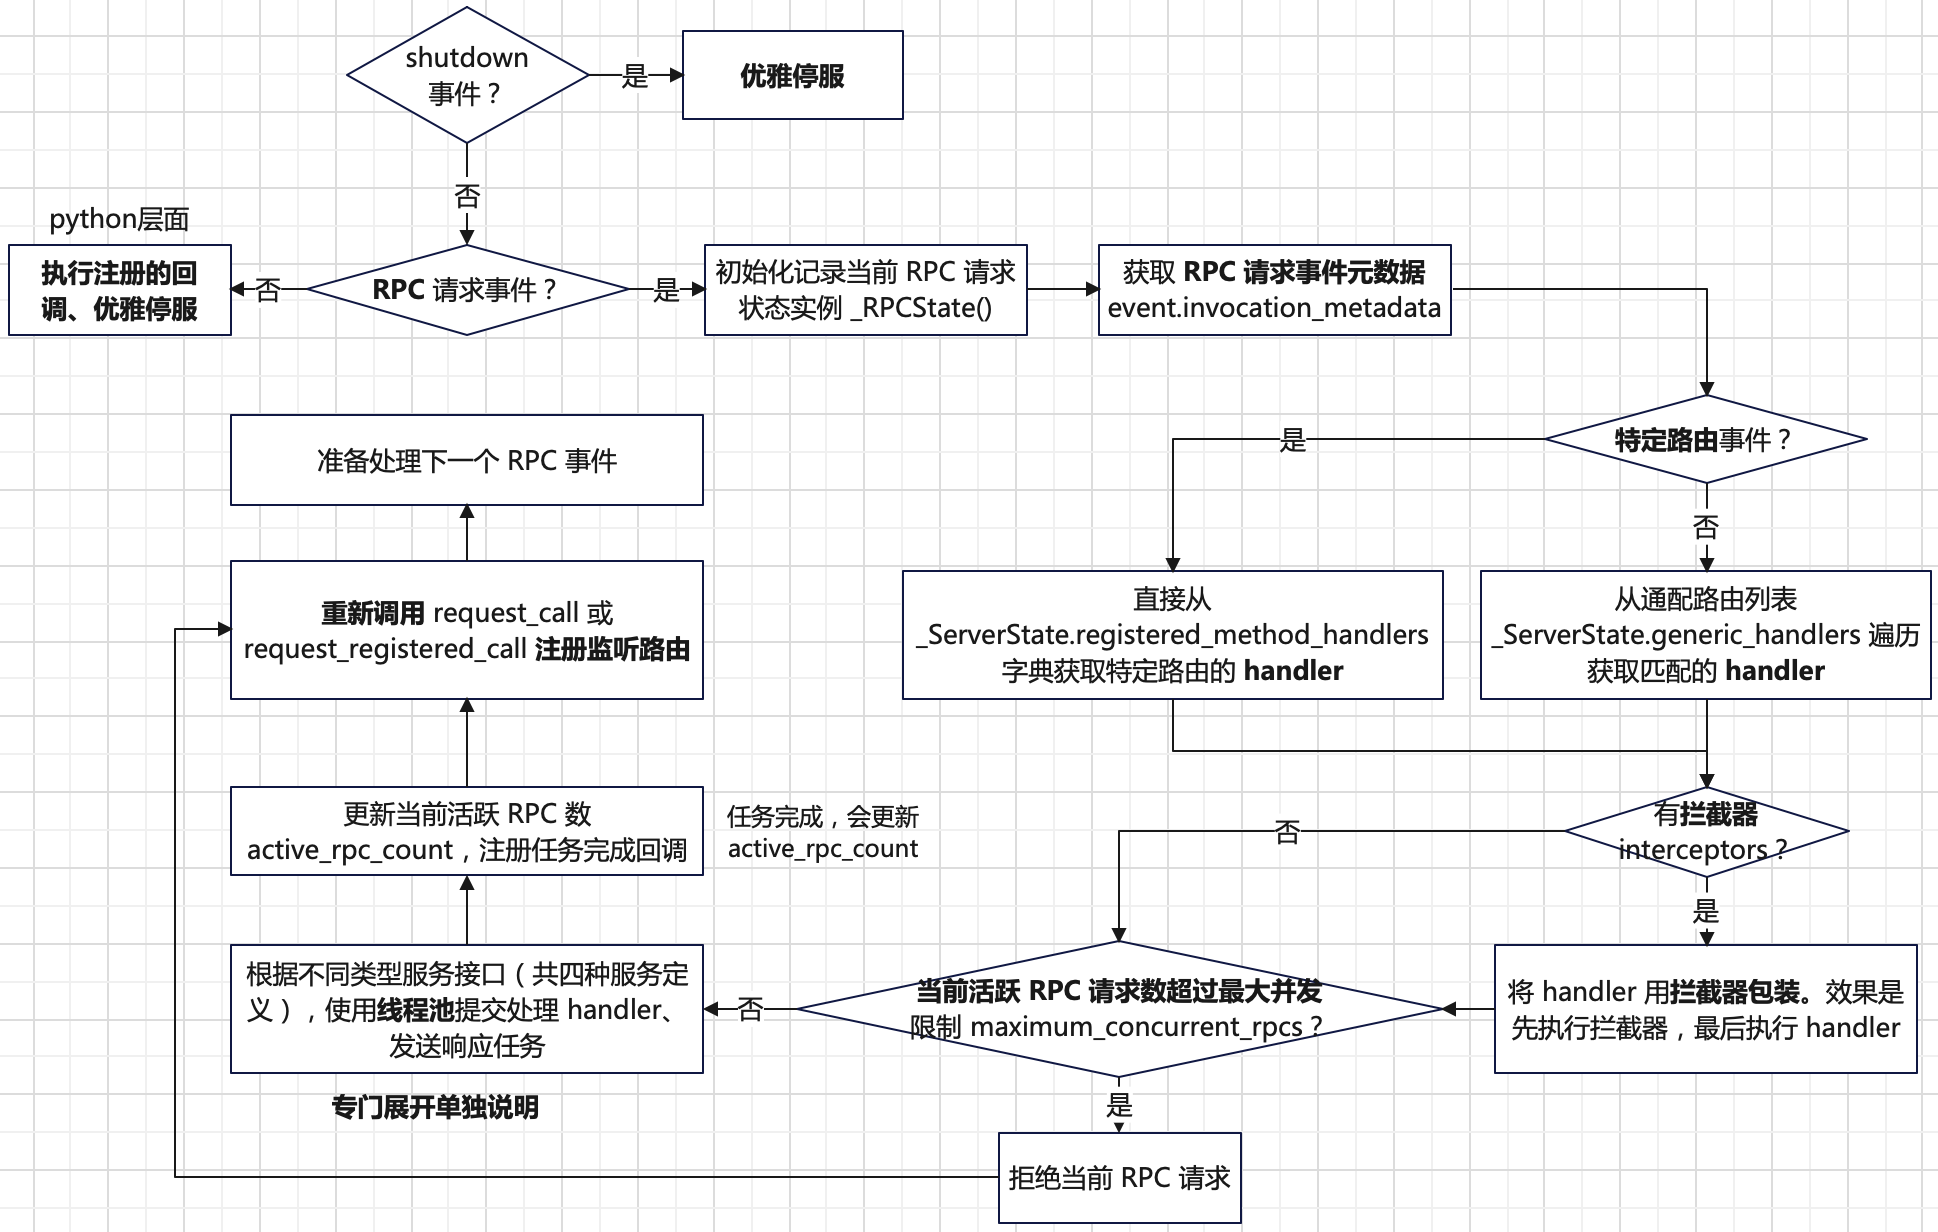 shutdown
事件？
是
优雅停服
否
python层面
执行注册的回
调、优雅停服
否
RPC 请求事件？
是
初始化记录当前 RPC 请求
状态实例 _RPCState()
获取 RPC 请求事件元数据
event.invocation_metadata
特定路由事件？
是
否
直接从
_ServerState.registered_method_handlers
字典获取特定路由的 handler
从通配路由列表
_ServerState.generic_handlers 遍历
获取匹配的 handler
有拦截器
interceptors？
否
是
将 handler 用拦截器包装。效果是
先执行拦截器，最后执行 handler
当前活跃 RPC 请求数超过最大并发
限制 maximum_concurrent_rpcs？
否
是
拒绝当前 RPC 请求
根据不同类型服务接口（共四种服务定
义），使用线程池提交处理 handler、
发送响应任务
专门展开单独说明
更新当前活跃 RPC 数
active_rpc_count，注册任务完成回调
任务完成，会更新
active_rpc_count
重新调用 request_call 或
request_registered_call 注册监听路由
准备处理下一个 RPC 事件